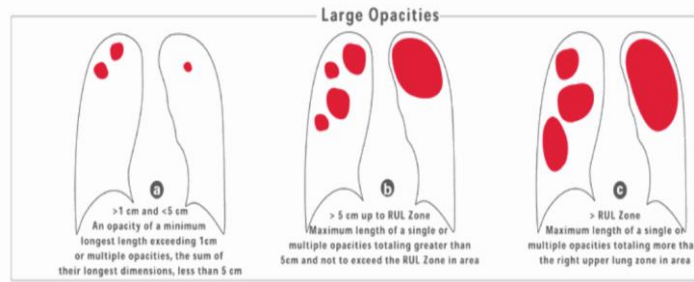 Large Opacities
a
>1 cm and <5 cm
An opacity of a minimum
longest length exceeding 1cm
or multiple opacities, the sum of
their longest dimensions, less than 5 cm
b
> 5 cm up to RUL Zone
Maximum length of a single or
multiple opacities totaling greater than
5cm and not to exceed the RUL Zone in area
c
> RUL Zone
Maximum length of a single or
multiple opacities totaling more tha
the right upper lung zone in area